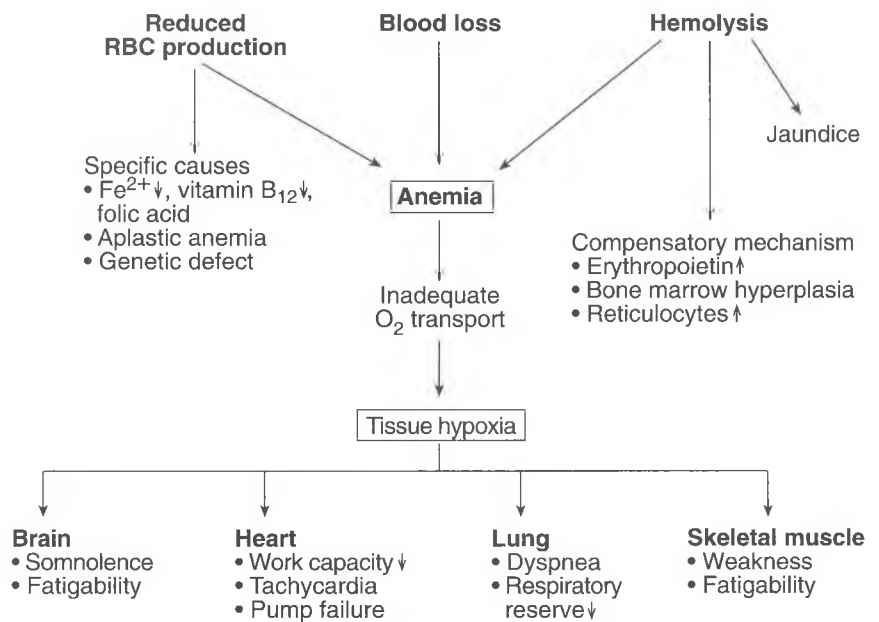 Reduced
RBC production
Blood loss
Hemolysis
Jaundice
Specific causes
• Fe²⁺↓, vitamin B₁₂↓,
folic acid
• Aplastic anemia
• Genetic defect
Anemia
Compensatory mechanism
• Erythropoietin↑
• Bone marrow hyperplasia
• Reticulocytes↑
Inadequate
O₂ transport
Tissue hypoxia
Brain
• Somnolence
• Fatigability
Heart
• Work capacity↓
• Tachycardia
• Pump failure
Lung
• Dyspnea
• Respiratory
reserve↓
Skeletal muscle
• Weakness
• Fatigability